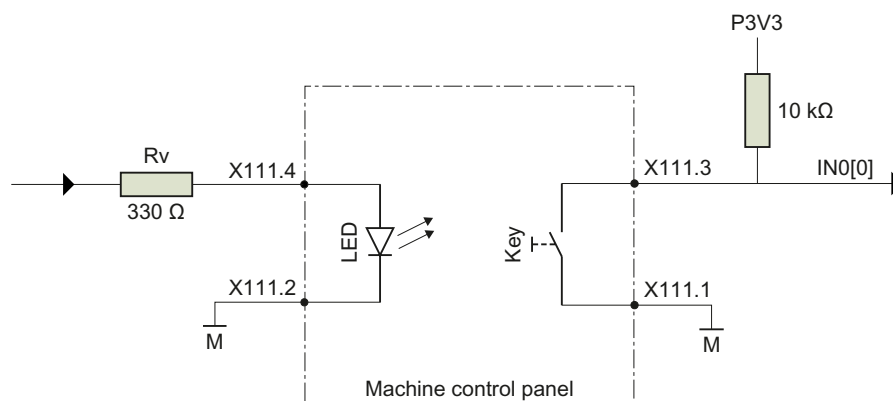 P3V3
10 kΩ
Rv
X111.4
X111.3
IN0[0]
330 Ω
LED
Key
X111.2
X111.1
M
M
Machine control panel